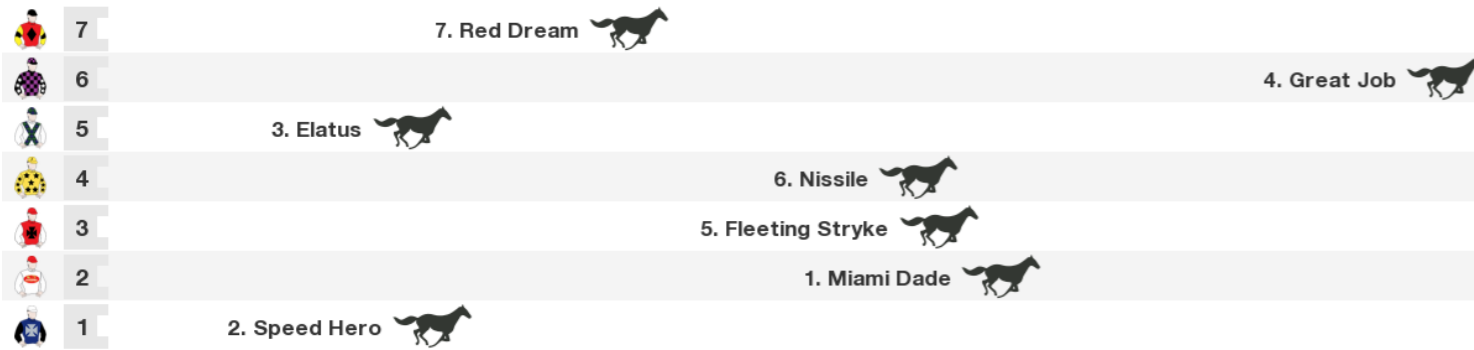 7 7. Red Dream
6 4. Great Job
5 3. Elatus
4 6. Nissile
3 5. Fleeting Stryke
2 1. Miami Dade
1 2. Speed Hero